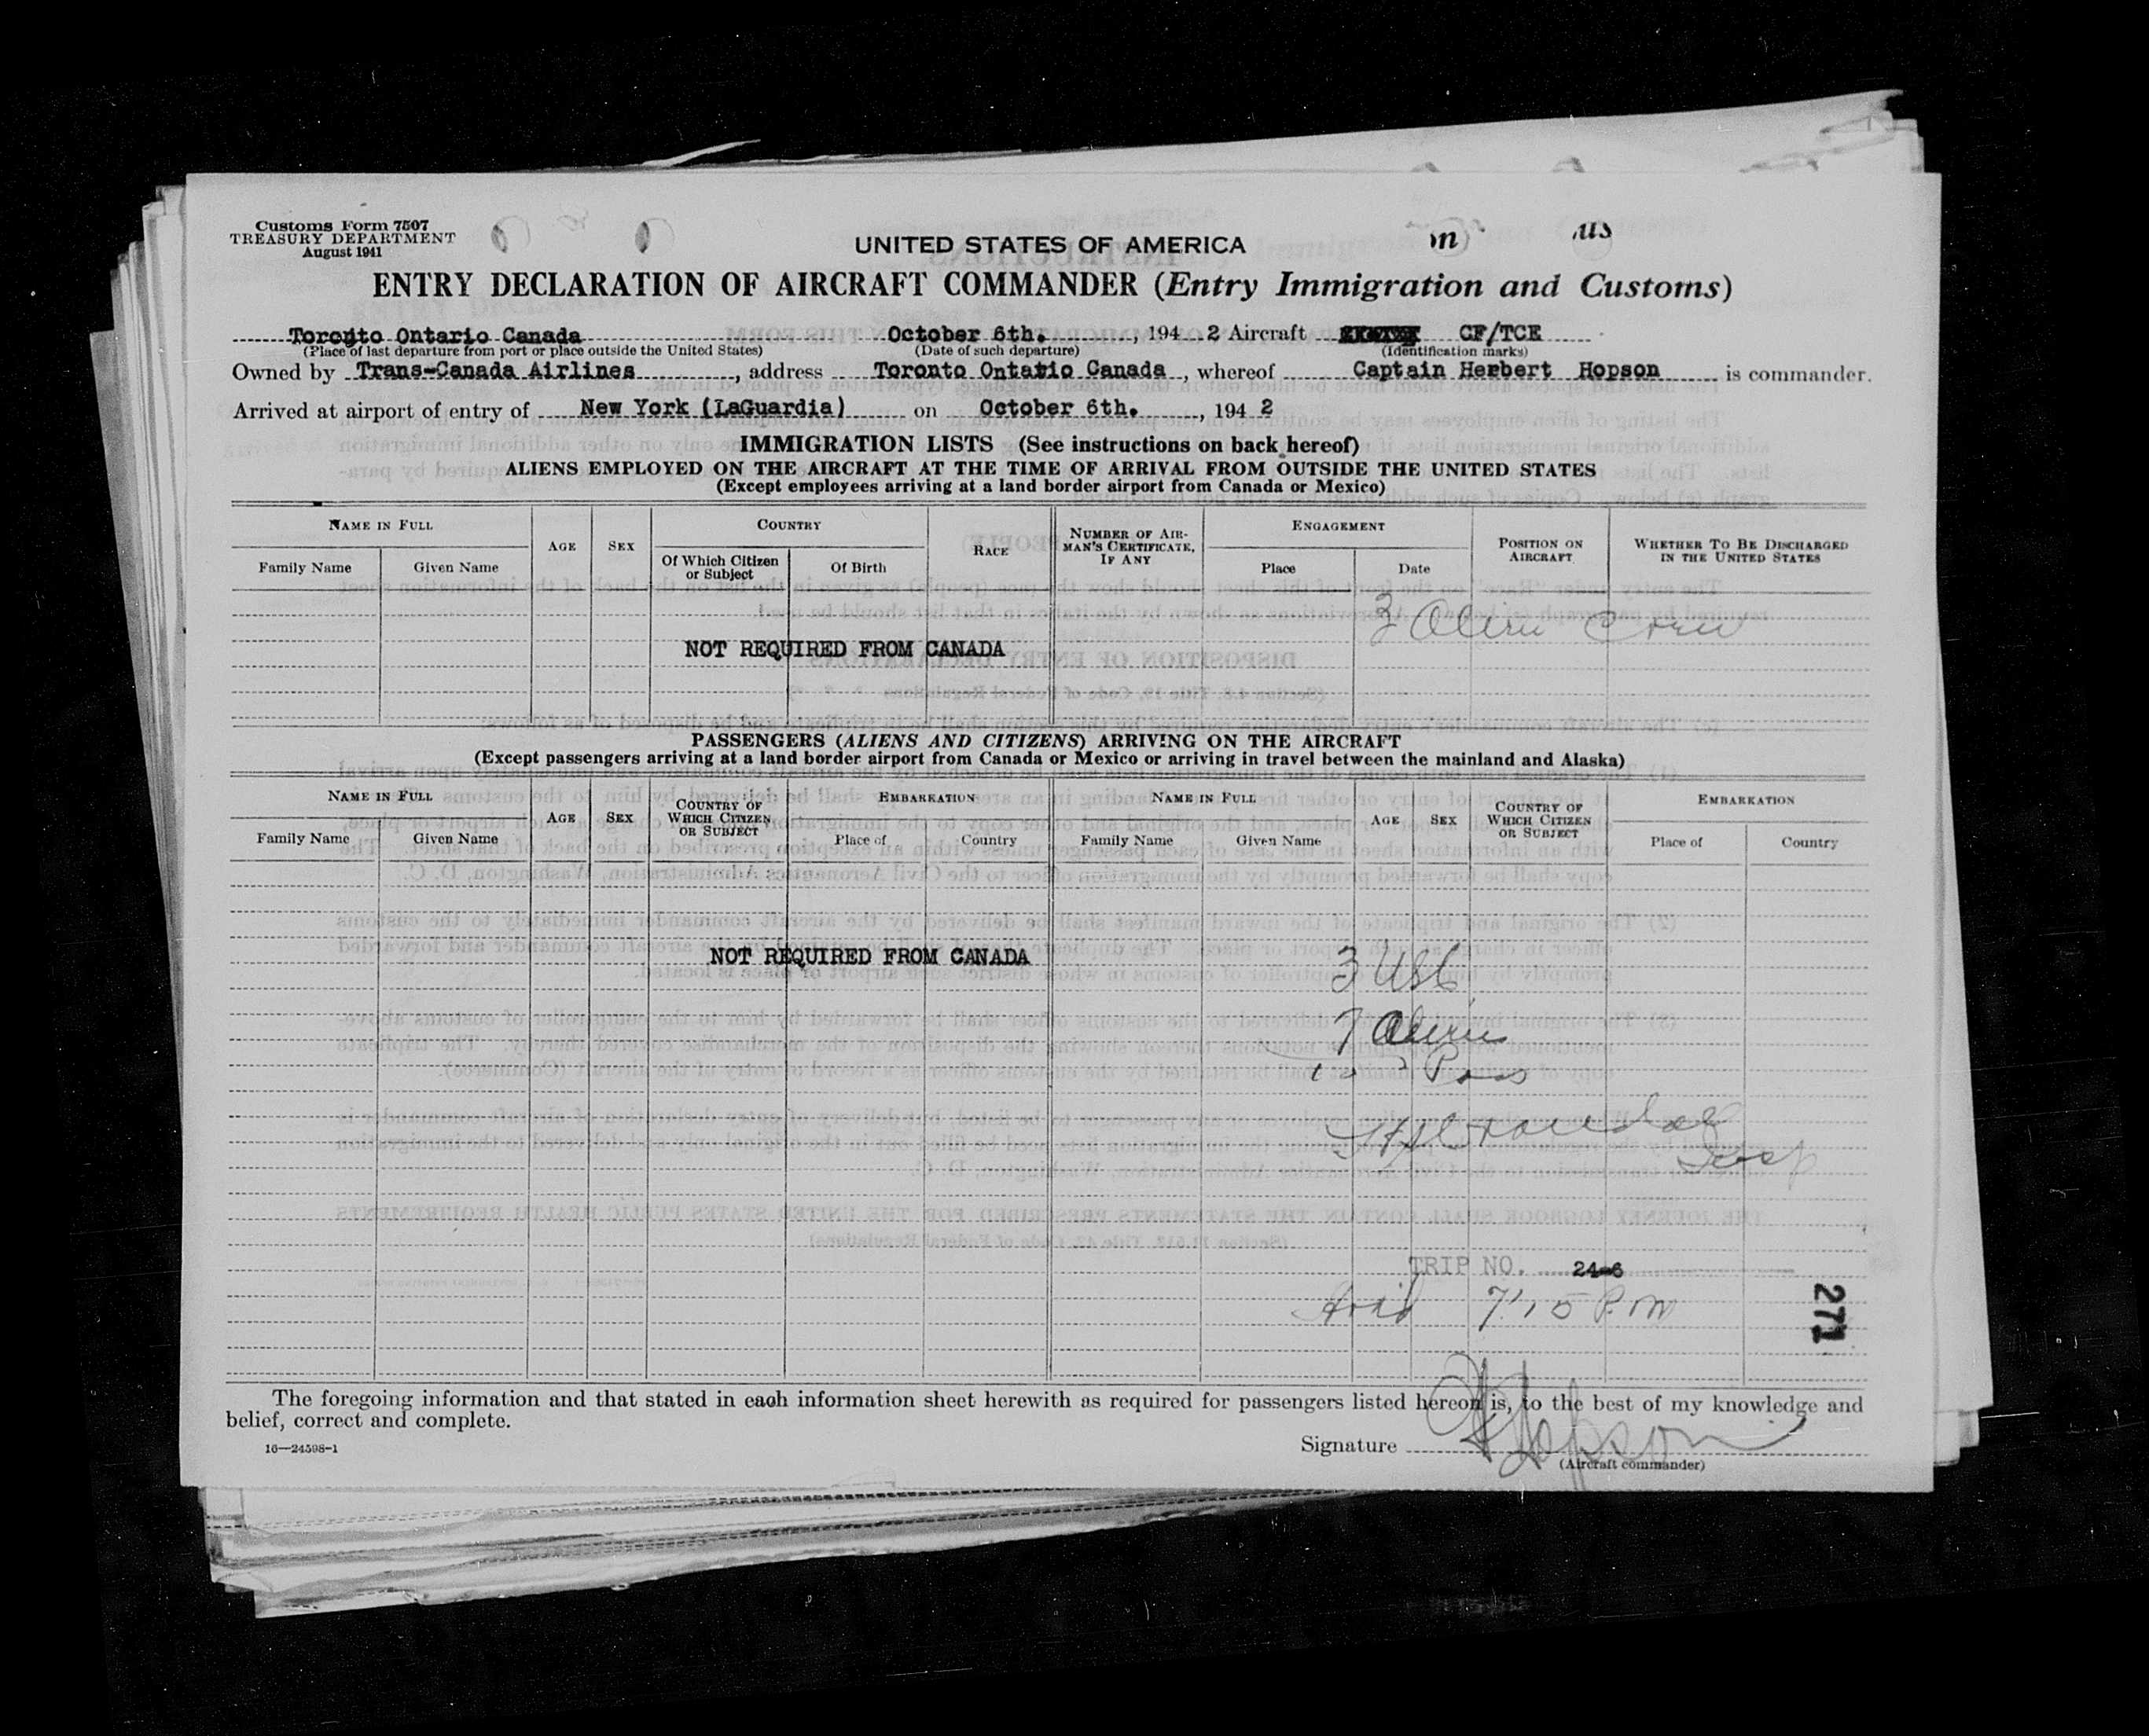 Customs Form 7507
TREASURY DEPARTMENT
August 1941
UNITED STATES OF AMERICA
ENTRY DECLARATION OF AIRCRAFT COMMANDER (Entry Immigration and Customs)
Toronto Ontario Canada October 6th. , 194 2 Aircraft CF/TCE
(Place of last departure from port or place outside the United States) (Date of such departure) (Identification marks)
Owned by Trans-Canada Airlines , address Toronto Ontario Canada , whereof Captain Herbert Hopson is commander.
Arrived at airport of entry of New York (LaGuardia) on October 6th. , 194 2
IMMIGRATION LISTS (See instructions on back hereof)
ALIENS EMPLOYED ON THE AIRCRAFT AT THE TIME OF ARRIVAL FROM OUTSIDE THE UNITED STATES
(Except employees arriving at a land border airport from Canada or Mexico)
NAME IN FULL
Family Name Given Name
AGE
SEX
COUNTRY
Of Which Citizen or Subject Of Birth
RACE
NUMBER OF AIRMAN'S CERTIFICATE, IF ANY
ENGAGEMENT
Place Date
POSITION ON AIRCRAFT
WHETHER TO BE DISCHARGED IN THE UNITED STATES
3 Alien Crew
NOT REQUIRED FROM CANADA
PASSENGERS (ALIENS AND CITIZENS) ARRIVING ON THE AIRCRAFT
(Except passengers arriving at a land border airport from Canada or Mexico or arriving in travel between the mainland and Alaska)
NAME IN FULL
Family Name Given Name
AGE
SEX
COUNTRY OF WHICH CITIZEN OR SUBJECT
EMBARKATION
Place of Country
NAME IN FULL
Family Name Given Name
AGE
SEX
COUNTRY OF WHICH CITIZEN OR SUBJECT
EMBARKATION
Place of Country
NOT REQUIRED FROM CANADA
3 USC
7 Alien
10 Pass
Insp
TRIP NO. 24-6
Arrd 7:15 P.M
271
The foregoing information and that stated in each information sheet herewith as required for passengers listed hereon is, to the best of my knowledge and
belief, correct and complete.
16—24598-1
Signature H Hopson
(Aircraft commander)